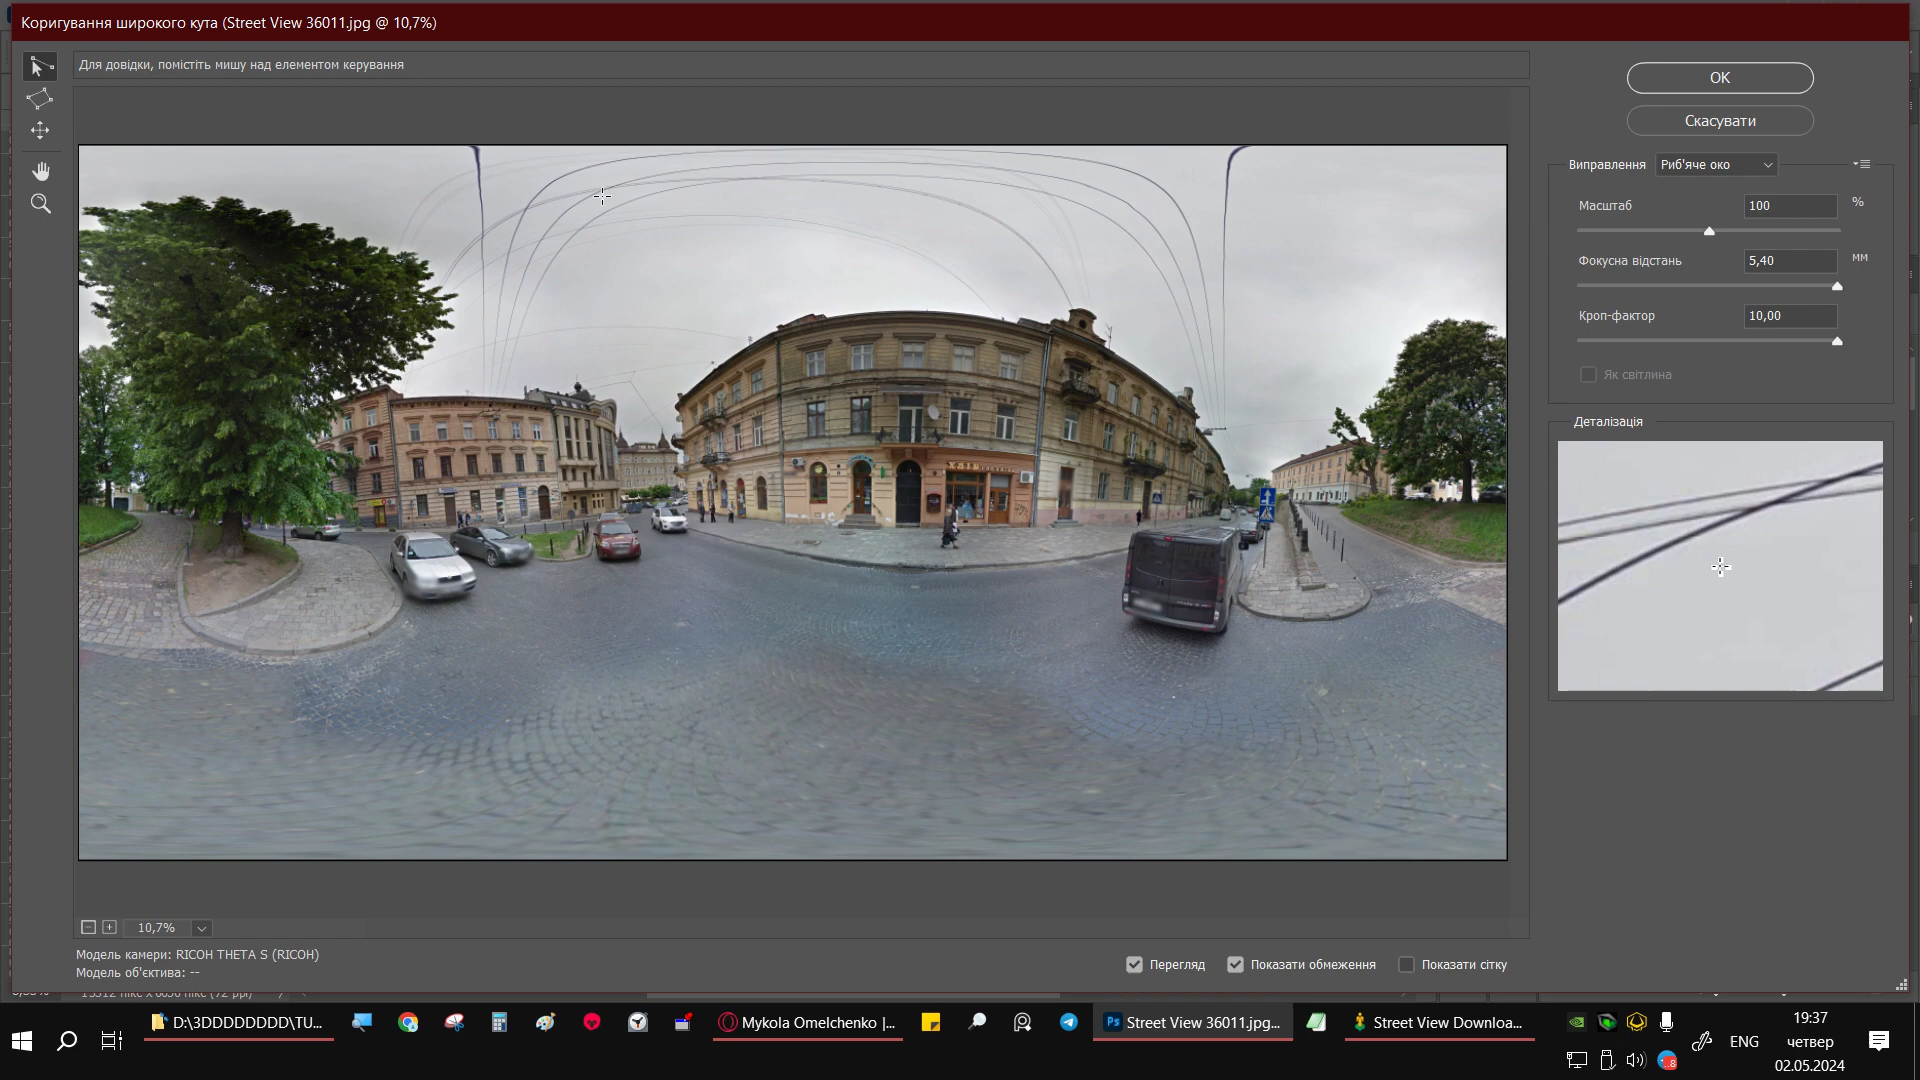 Коригування широкого кута (Street View 36011.jpg @ 10,7%)
Для довідки, помістіть мишу над елементом керування
OK
Скасувати
Виправлення
Риб'яче око
Масштаб
100
%
Фокусна відстань
5,40
мм
Кроп-фактор
10,00
Як світлина
Деталізація
ХЛІБ
10,7%
Модель камери: RICOH THETA S (RICOH)
Модель об'єктива: --
Перегляд
Показати обмеження
Показати сітку
D:\3DDDDDDDD\TU...
Mykola Omelchenko |...
Ps
Street View 36011.jpg...
Street View Downloa...
ENG
19:37
четвер
02.05.2024